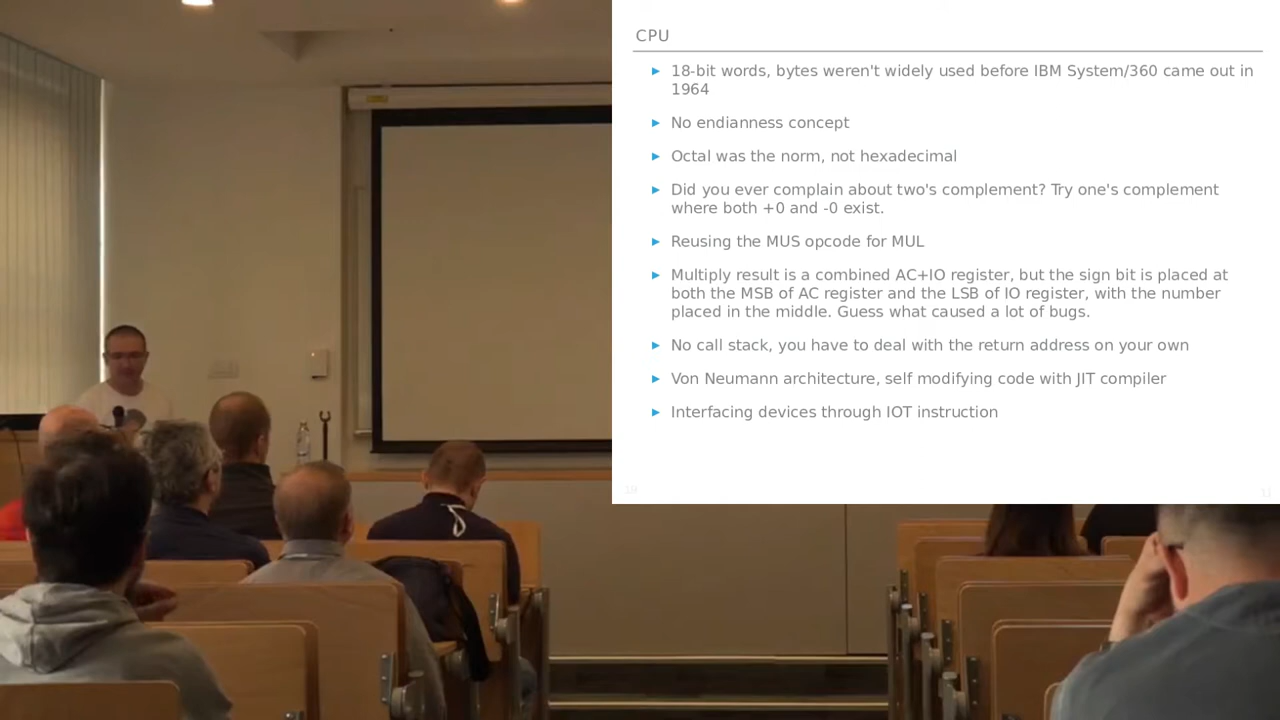 CPU
18-bit words, bytes weren't widely used before IBM System/360 came out in
1964
No endianness concept
Octal was the norm, not hexadecimal
Did you ever complain about two's complement? Try one's complement
where both +0 and -0 exist.
Reusing the MUS opcode for MUL
Multiply result is a combined AC+IO register, but the sign bit is placed at
both the MSB of AC register and the LSB of IO register, with the number
placed in the middle. Guess what caused a lot of bugs.
No call stack, you have to deal with the return address on your own
Von Neumann architecture, self modifying code with JIT compiler
Interfacing devices through IOT instruction